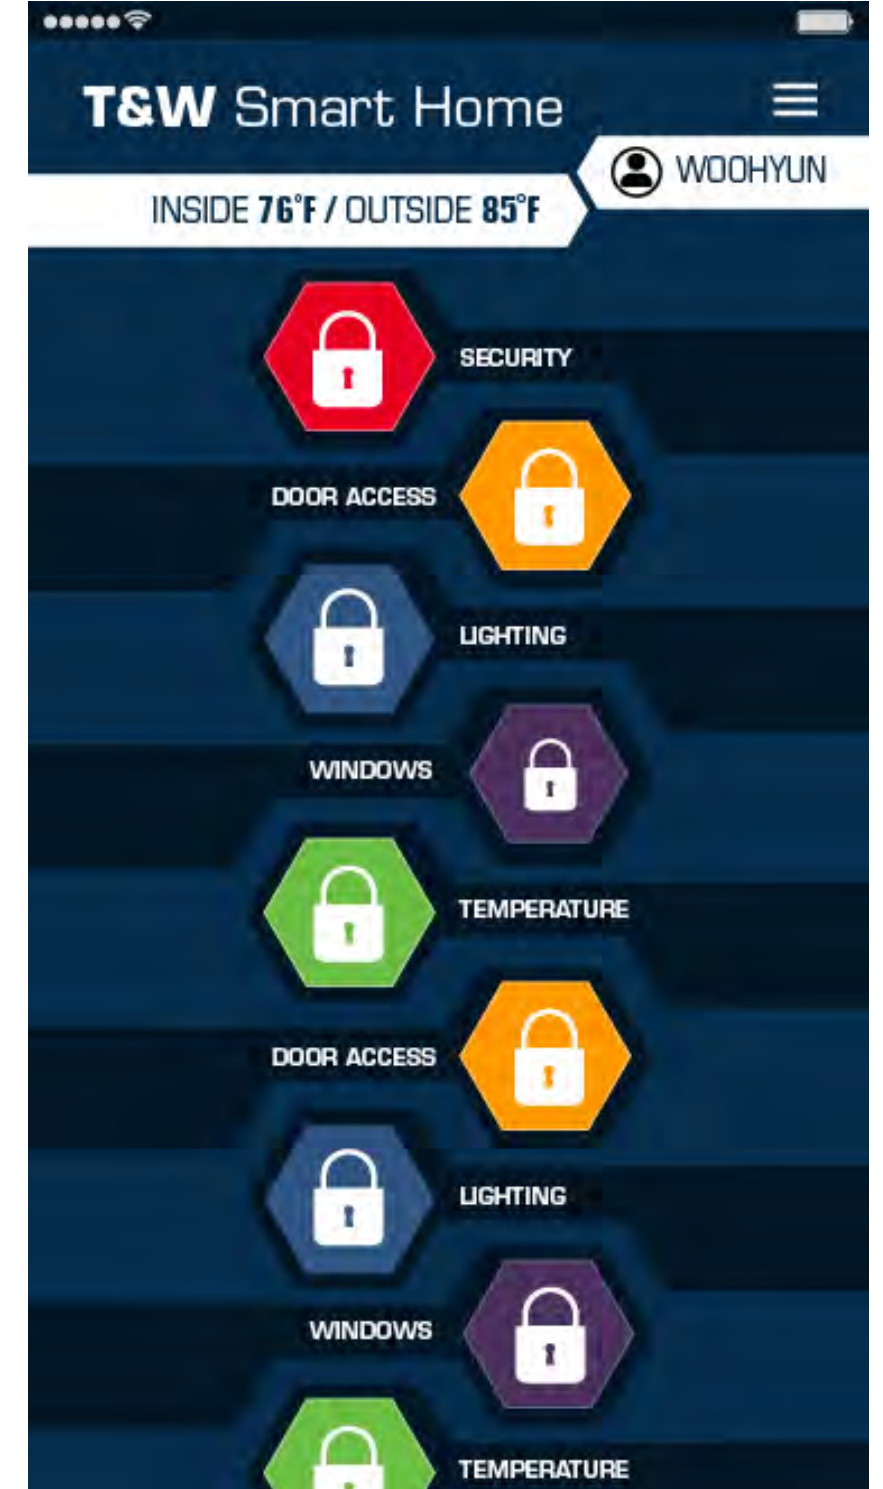 T&W Smart Home
WOOHYUN
INSIDE 76°F / OUTSIDE 85°F
SECURITY
DOOR ACCESS
LIGHTING
WINDOWS
TEMPERATURE
DOOR ACCESS
LIGHTING
WINDOWS
TEMPERATURE